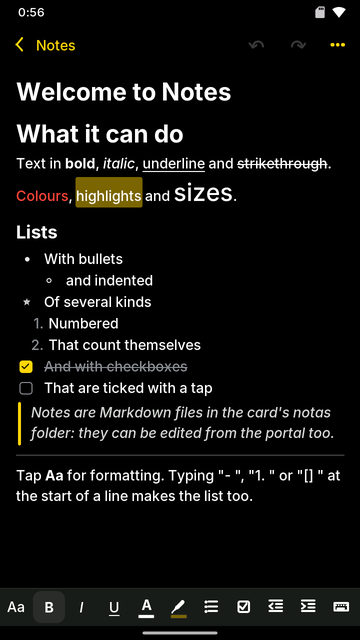 0:56
Notes
Welcome to Notes
What it can do
Text in bold, italic, underline and strikethrough.
Colours, highlights and sizes.
Lists
• With bullets
◦ and indented
★ Of several kinds
1. Numbered
2. That count themselves
And with checkboxes
That are ticked with a tap
Notes are Markdown files in the card's notas
folder: they can be edited from the portal too.
Tap Aa for formatting. Typing "- ", "1. " or "[] " at
the start of a line makes the list too.
Aa B I U A